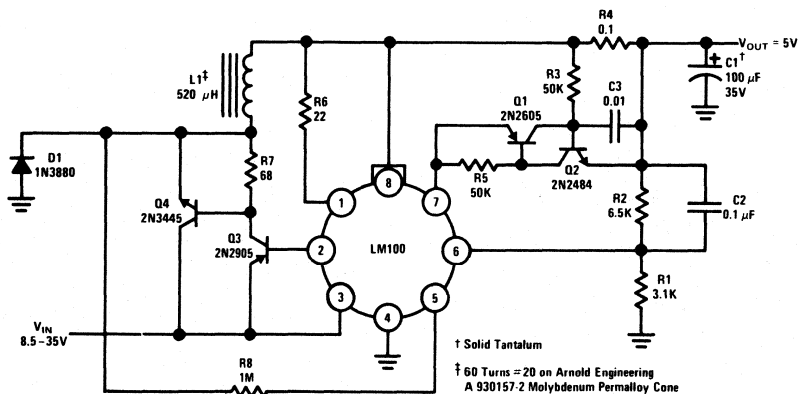 R4
0.1
VOUT = 5V
L1‡
520 μH
R6
22
R3
50K
C3
0.01
C1†
100 μF
35V
Q1
2N2605
D1
1N3880
R7
68
R5
50K
Q2
2N2484
R2
6.5K
C2
0.1 μF
Q4
2N3445
Q3
2N2905
LM100
1
2
3
4
5
6
7
8
R1
3.1K
VIN
8.5–35V
R8
1M
† Solid Tantalum
‡ 60 Turns =20 on Arnold Engineering
A 930157-2 Molybdenum Permalloy Cone